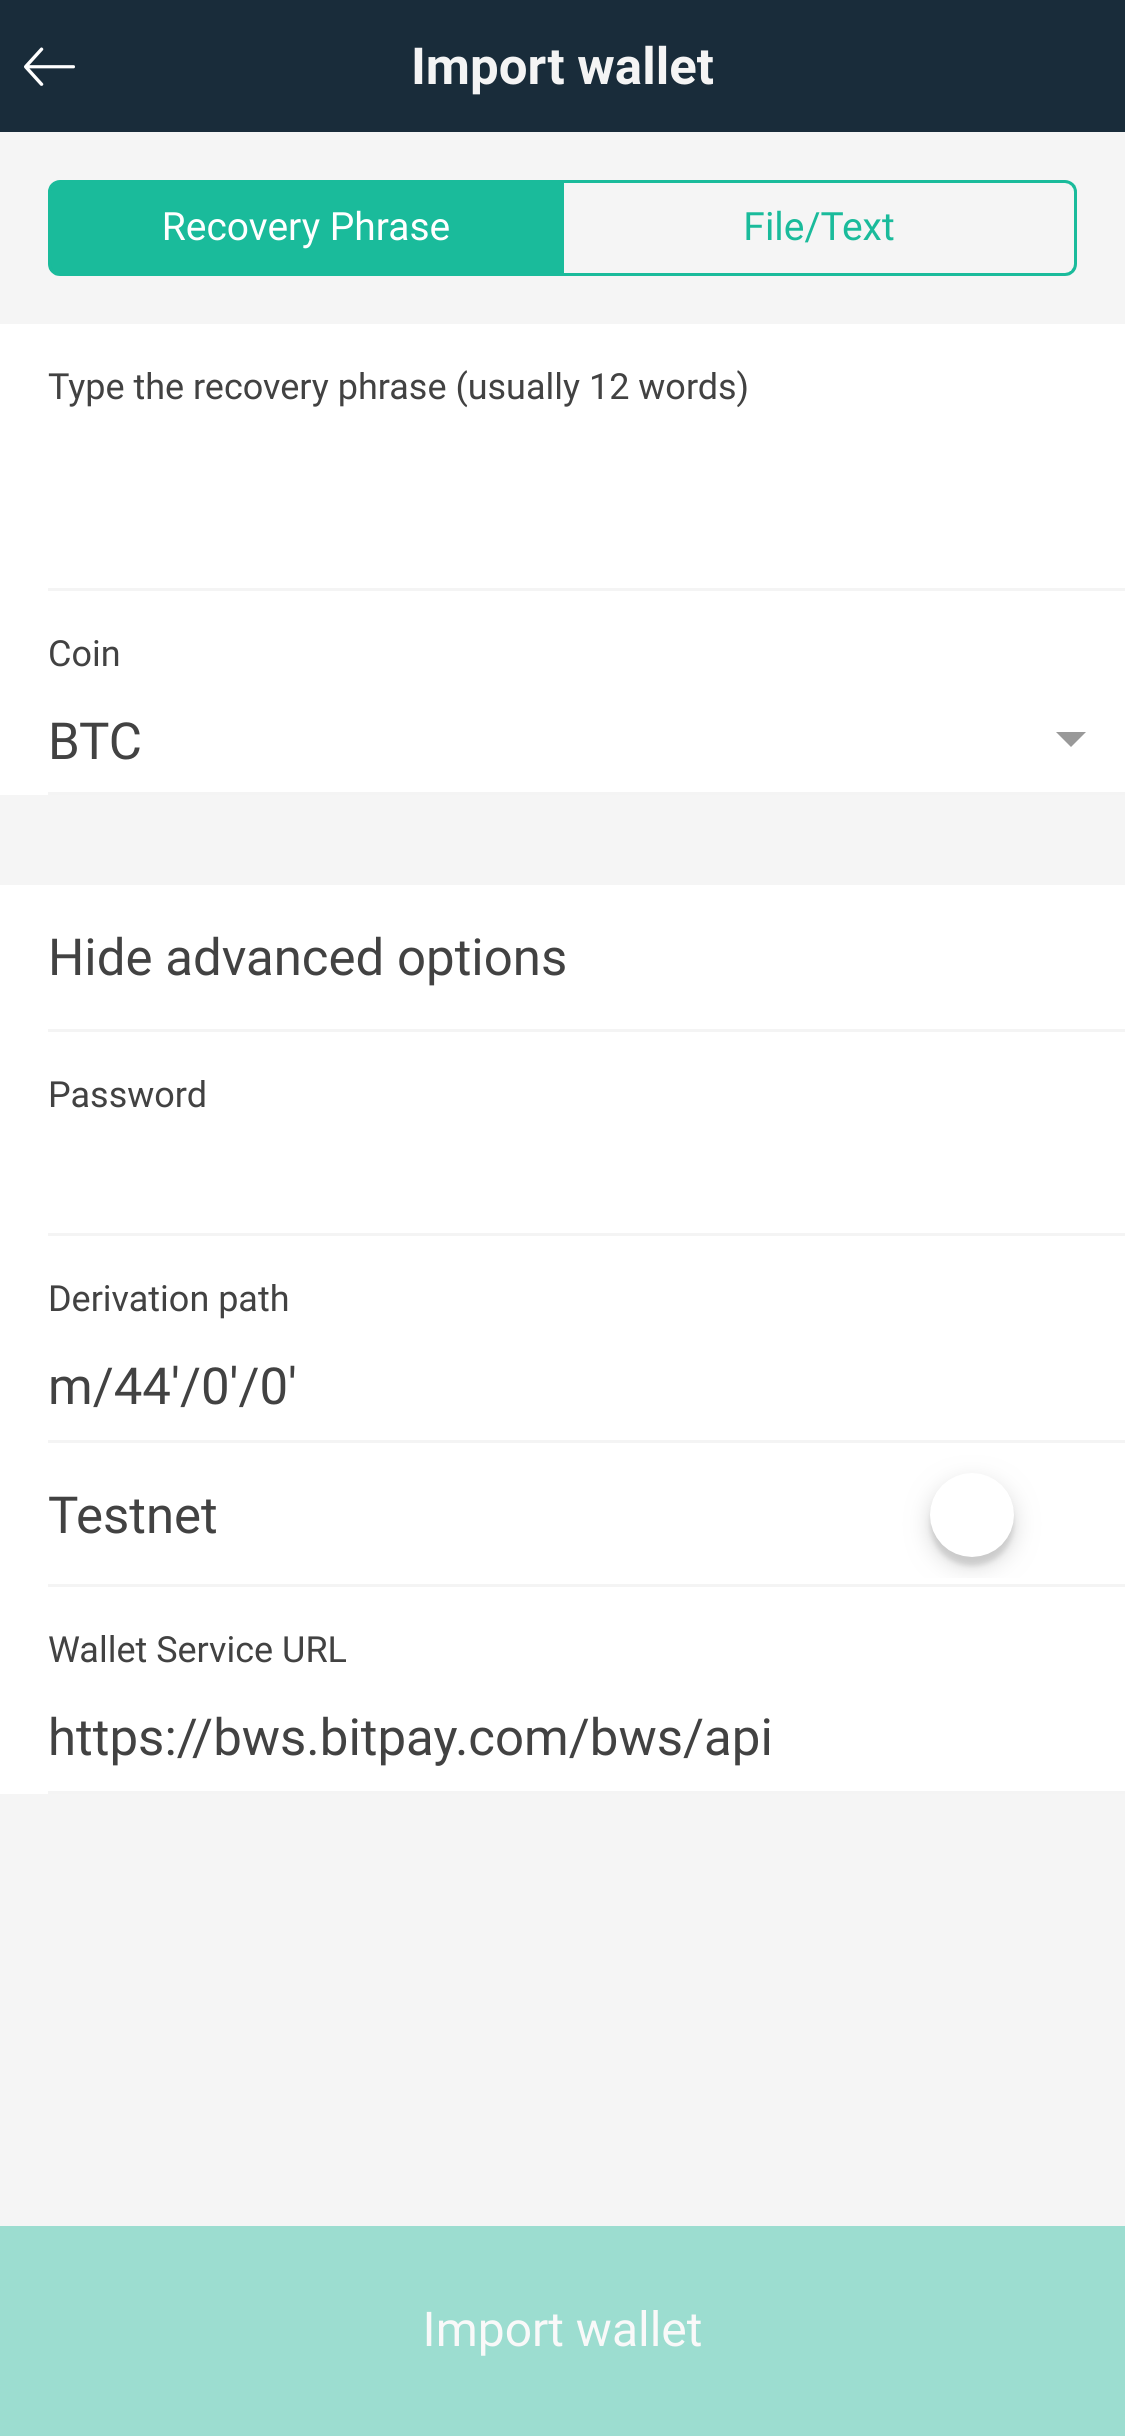 Import wallet
Recovery Phrase
File/Text
Type the recovery phrase (usually 12 words)
Coin
BTC
Hide advanced options
Password
Derivation path
m/44'/0'/0'
Testnet
Wallet Service URL
https://bws.bitpay.com/bws/api
Import wallet